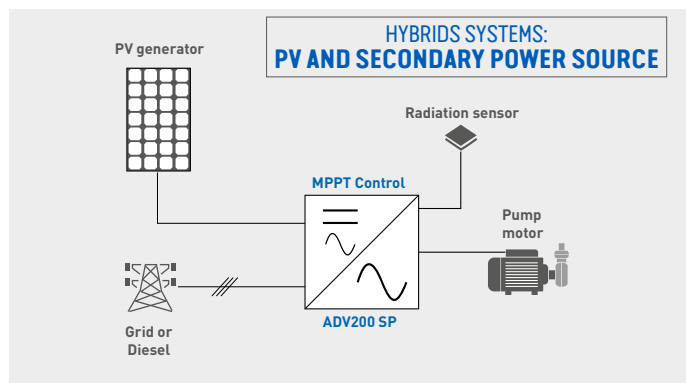 HYBRIDS SYSTEMS:
PV AND SECONDARY POWER SOURCE
PV generator
Radiation sensor
MPPT Control
Pump
motor
ADV200 SP
Grid or
Diesel